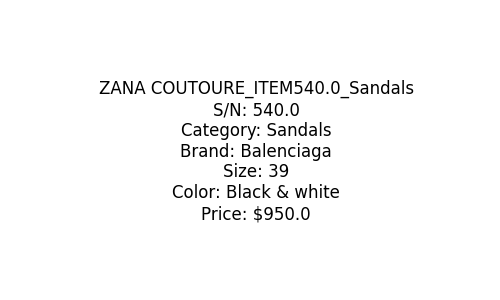 ZANA COUTOURE_ITEM540.0_Sandals
S/N: 540.0
Category: Sandals
Brand: Balenciaga
Size: 39
Color: Black & white
Price: $950.0